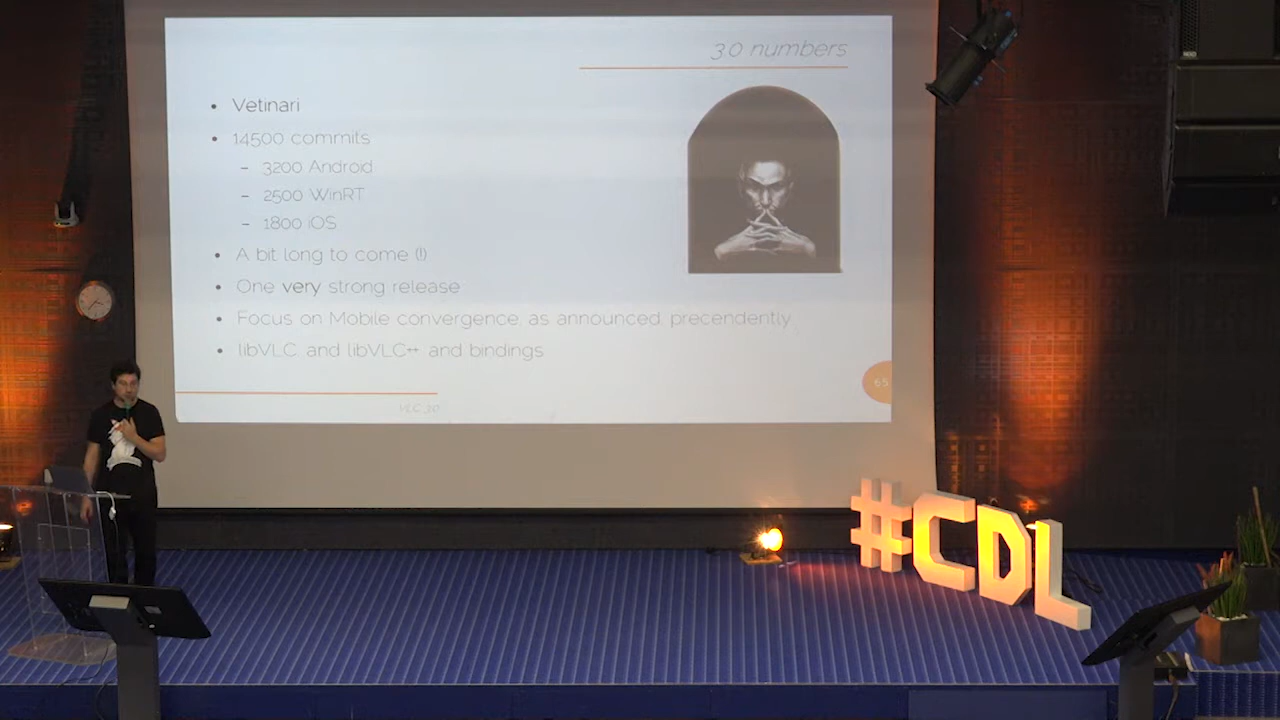 3.0 numbers
• Vetinari
• 14500 commits
– 3200 Android
– 2500 WinRT
– 1800 iOS
• A bit long to come (!)
• One very strong release
• Focus on Mobile convergence, as announced, precendently
• libVLC and libVLC++ and bindings
65
VLC 3.0
#CDL